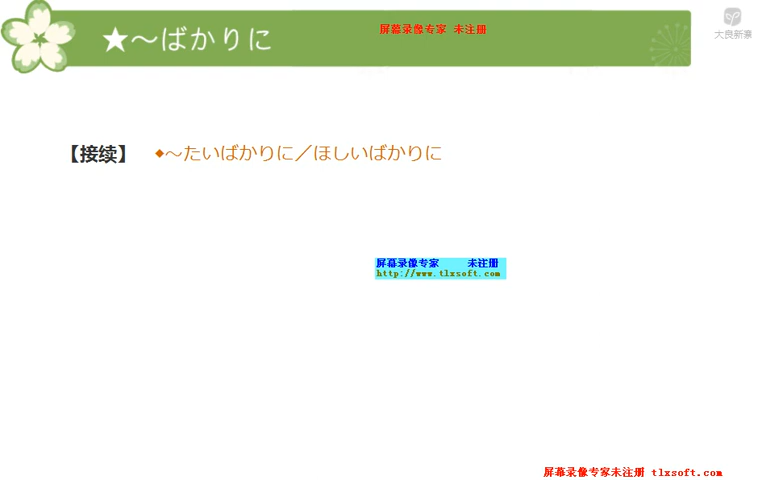 ★～ばかりに
屏幕录像专家 未注册
大良新濠
【接续】 ◆～たいばかりに／ほしいばかりに
屏幕录像专家 未注册
http://www.tlxsoft.com
屏幕录像专家未注册 tlxsoft.com